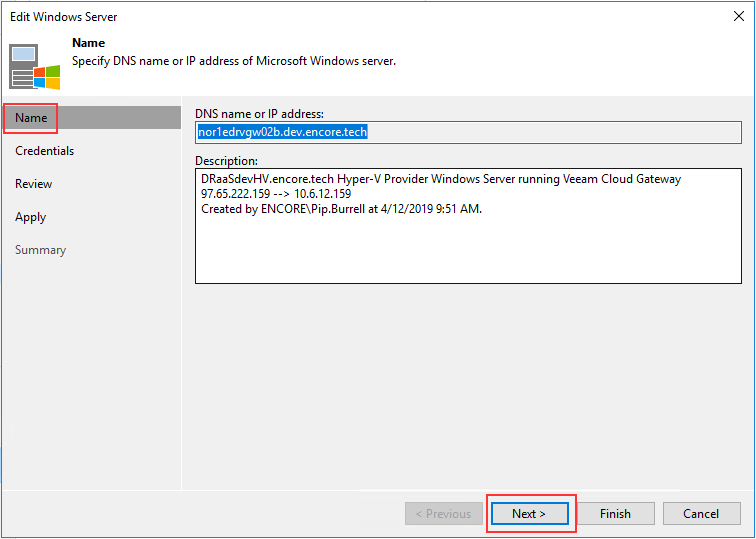 Edit Windows Server
Name
Specify DNS name or IP address of Microsoft Windows server.
Name
Credentials
Review
Apply
Summary
DNS name or IP address:
nor1edrvgw02b.dev.encore.tech
Description:
DRaaSdevHV.encore.tech Hyper-V Provider Windows Server running Veeam Cloud Gateway
97.65.222.159 --> 10.6.12.159
Created by ENCORE\Pip.Burrell at 4/12/2019 9:51 AM.
< Previous
Next >
Finish
Cancel